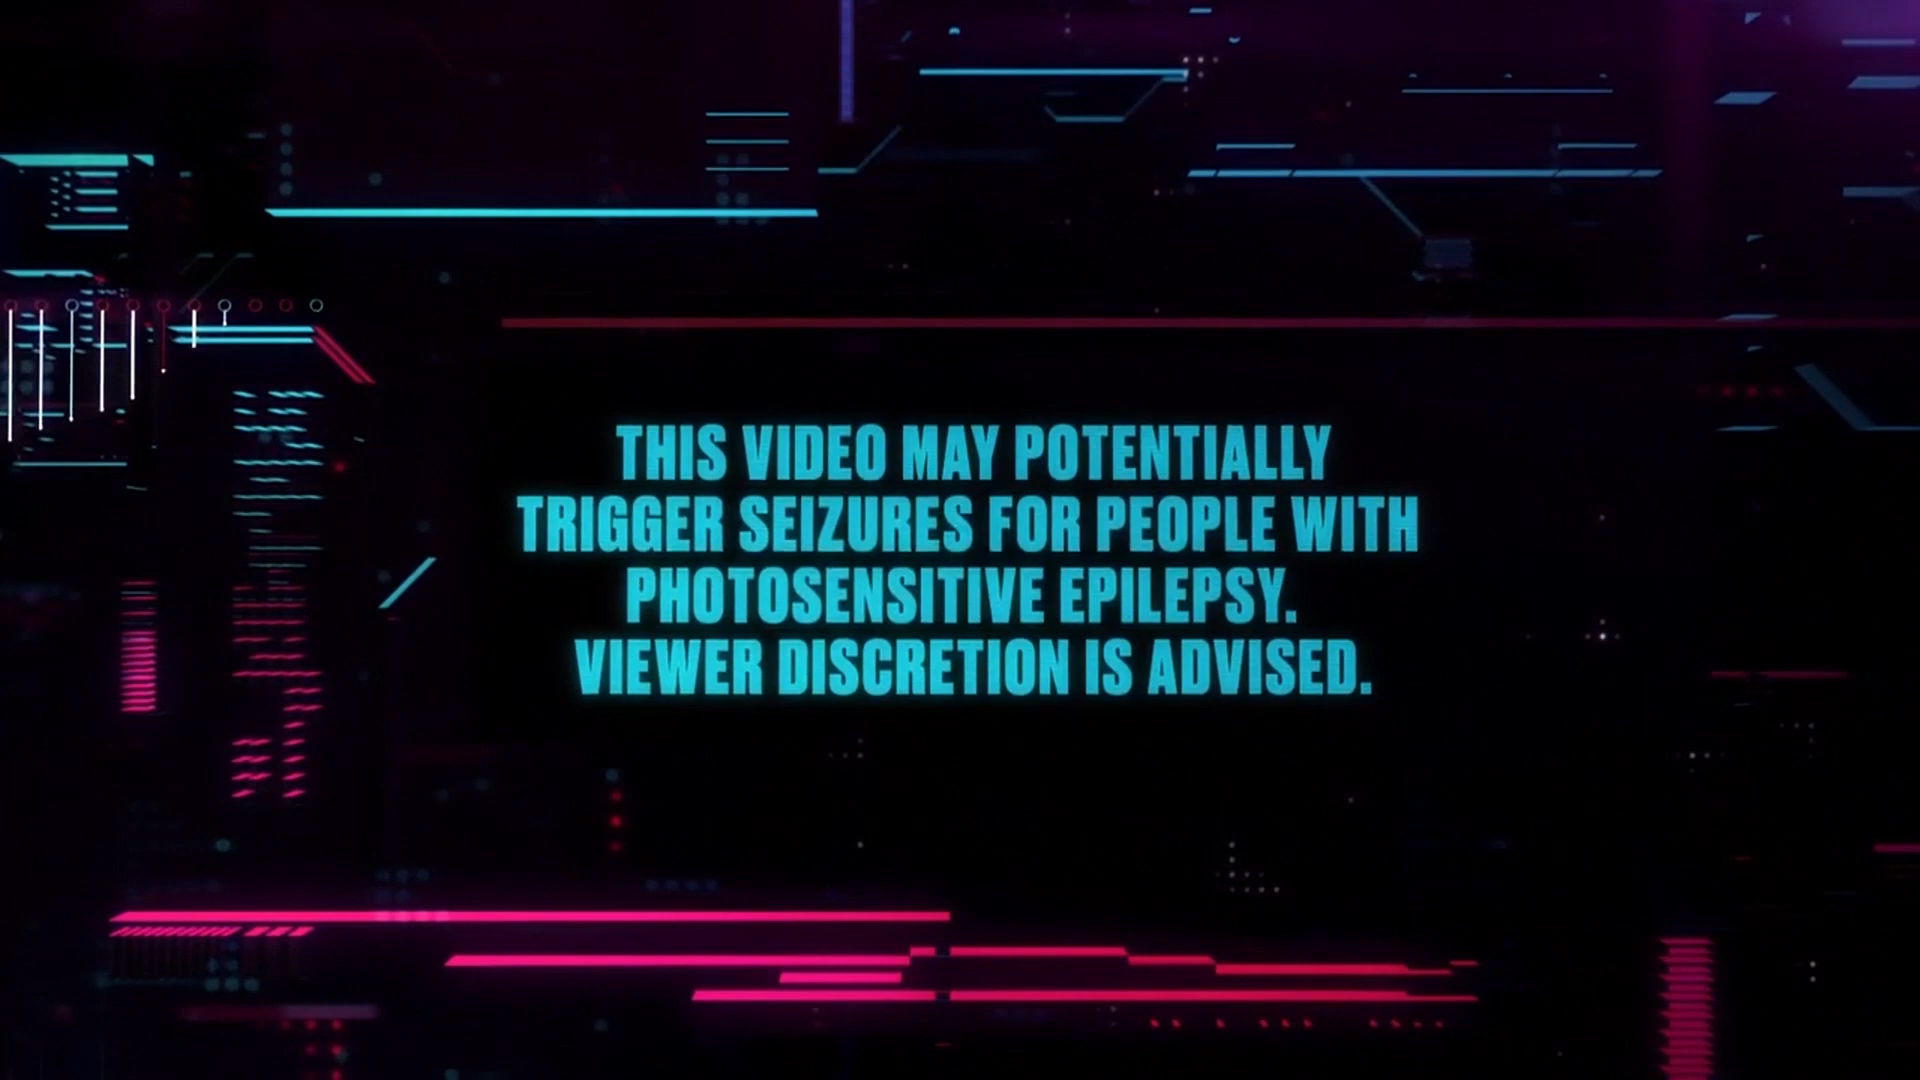 THIS VIDEO MAY POTENTIALLY
TRIGGER SEIZURES FOR PEOPLE WITH
PHOTOSENSITIVE EPILEPSY.
VIEWER DISCRETION IS ADVISED.